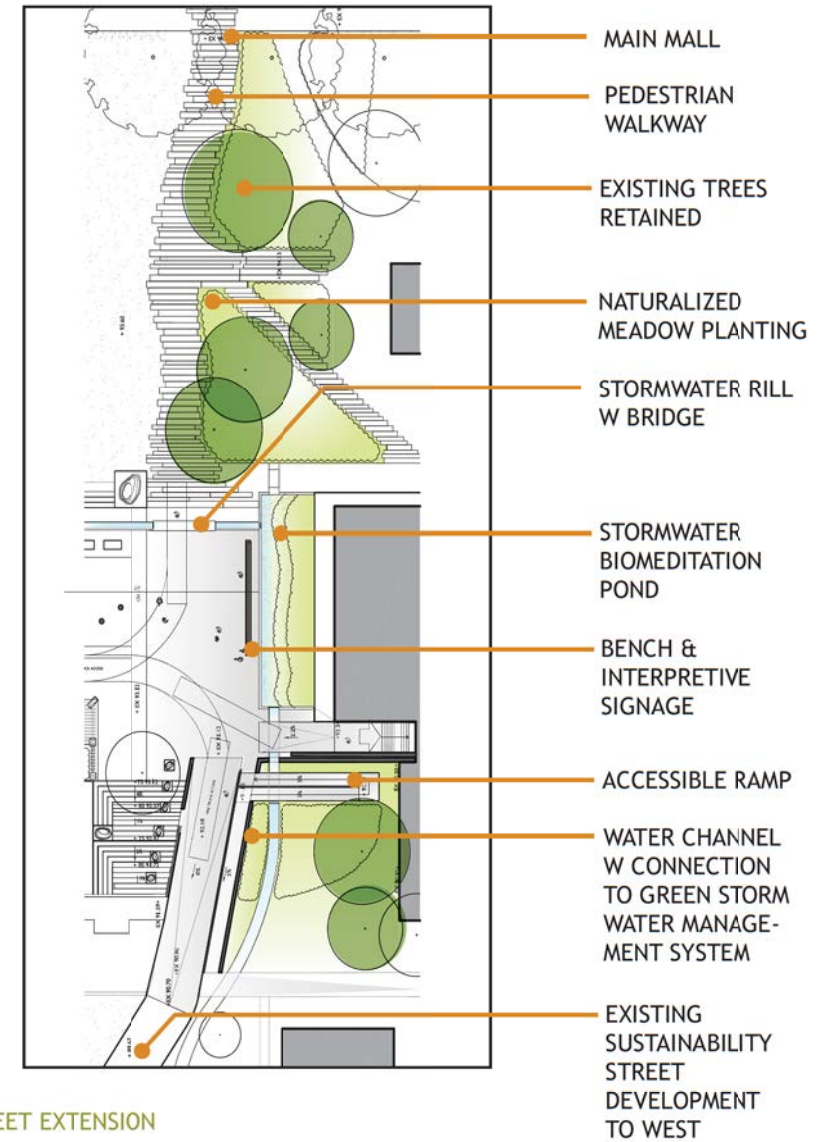 MAIN MALL
PEDESTRIAN
WALKWAY
EXISTING TREES
RETAINED
NATURALIZED
MEADOW PLANTING
STORMWATER RILL
W BRIDGE
STORMWATER
BIOMEDITATION
POND
BENCH &
INTERPRETIVE
SIGNAGE
ACCESSIBLE RAMP
WATER CHANNEL
W CONNECTION
TO GREEN STORM
WATER MANAGE-
MENT SYSTEM
EXISTING
SUSTAINABILITY
STREET
DEVELOPMENT
TO WEST
EET EXTENSION